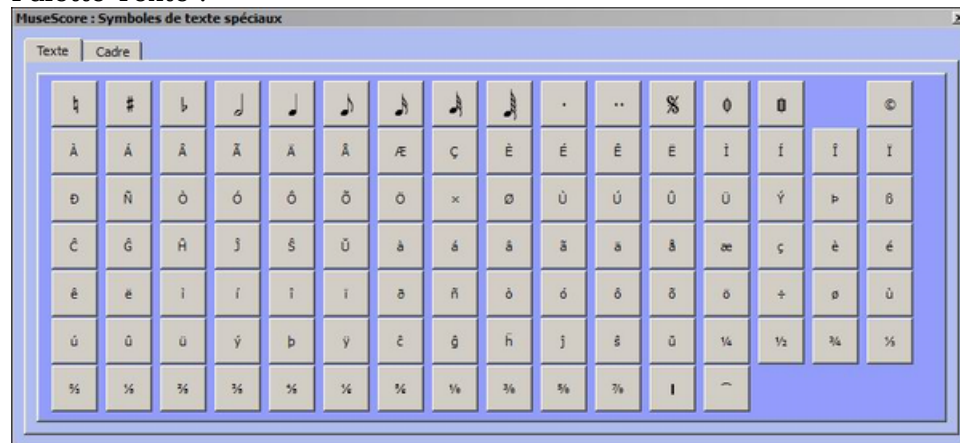 MuseScore : Symboles de texte spéciaux
Texte Cadre
♮ ♯ ♭ 𝅗𝅥 ♩ ♪ 𝅘𝅥𝅯 𝅘𝅥𝅰 𝅘𝅥𝅱 . .. 𝄋 𝄌 ©
À Á Â Ã Ä Å Æ Ç È É Ê Ë Ì Í Î Ï
Ð Ñ Ò Ó Ô Õ Ö × Ø Ù Ú Û Ü Ý Þ ß
Ĉ Ĝ Ĥ Ĵ Ŝ Ŭ à á â ã ä å æ ç è é
ê ë ì í î ï ð ñ ò ó ô õ ö ÷ ø ù
ú û ü ý þ ÿ ĉ ĝ ĥ ĵ ŝ ŭ ¼ ½ ¾ ⅓
⅔ ⅕ ⅖ ⅗ ⅘ ⅙ ⅚ ⅛ ⅜ ⅝ ⅞